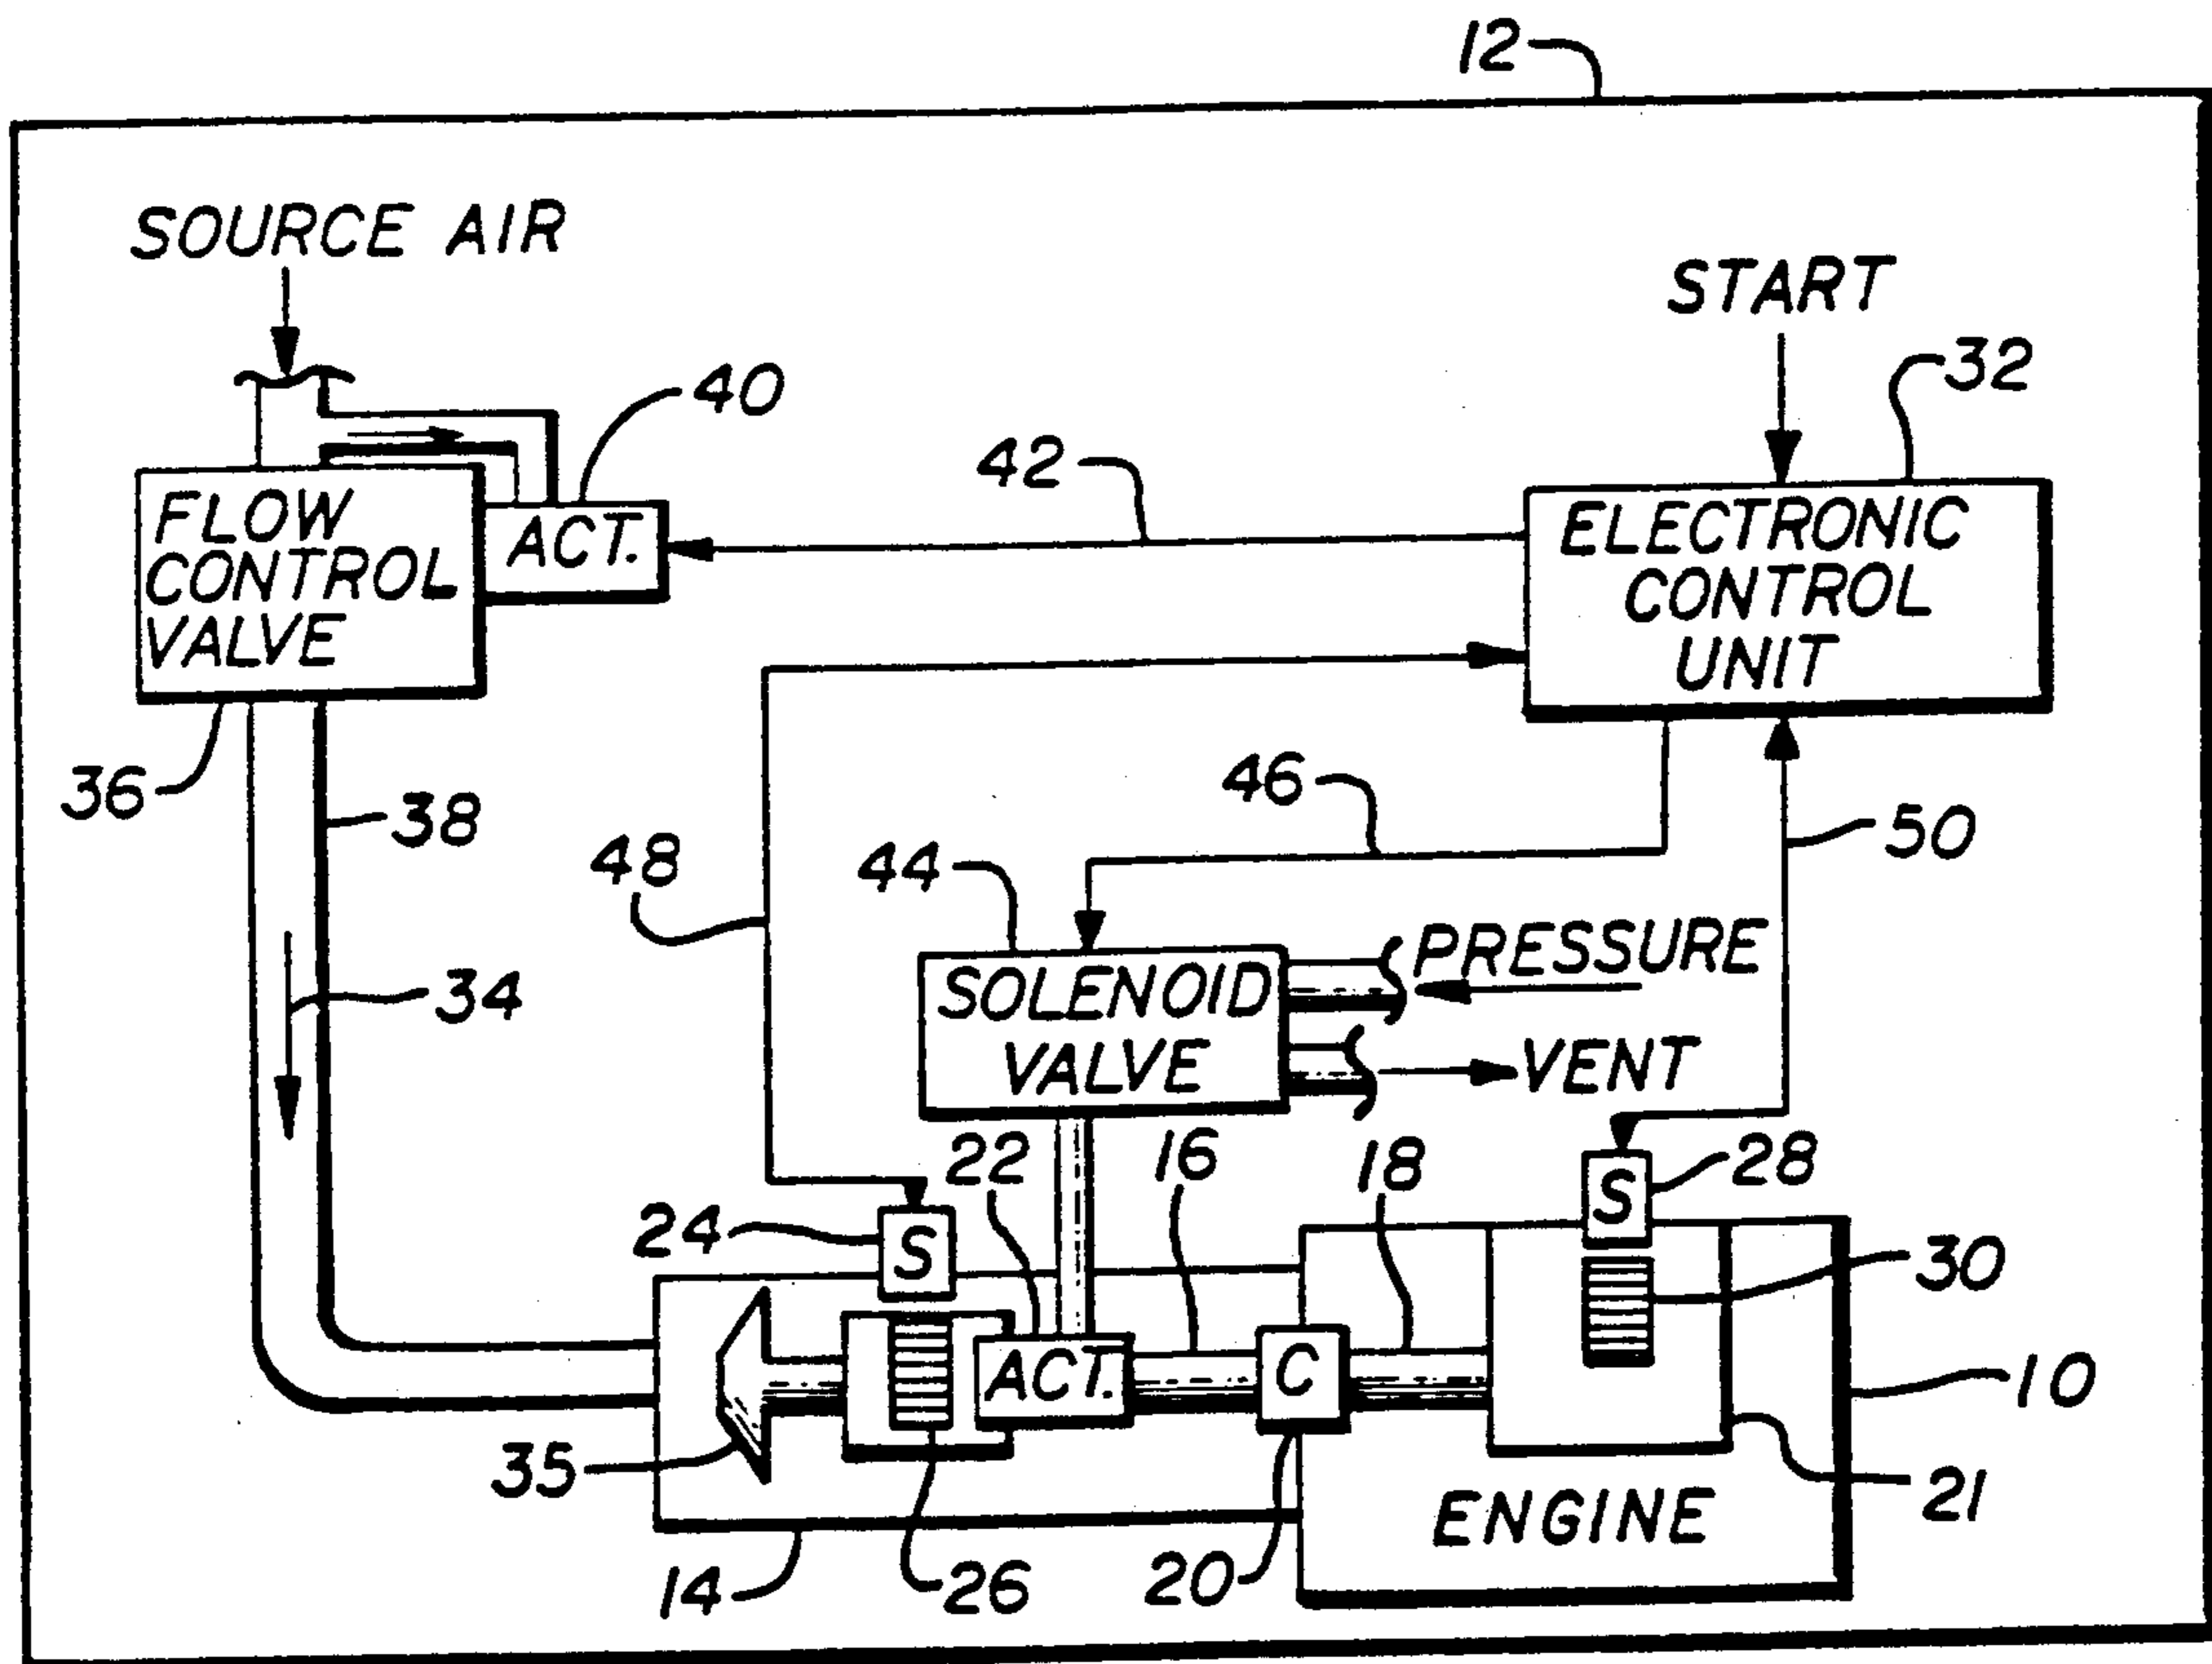 12
SOURCE AIR
START
32
40
42
FLOW
CONTROL
VALVE
ACT.
ELECTRONIC
CONTROL
UNIT
36
38
46
50
48
44
PRESSURE
SOLENOID
VALVE
VENT
34
22
16
18
28
24
S
S
30
ACT.
C
10
35
21
ENGINE
14
26
20